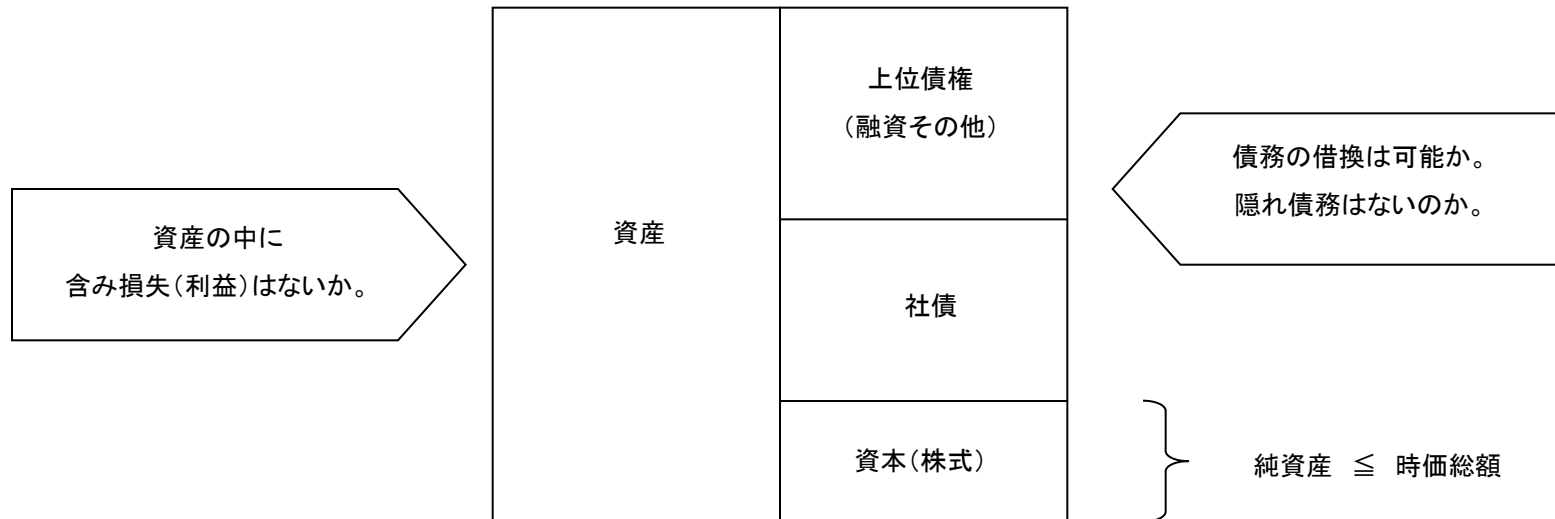 上位債権
（融資その他）
債務の借換は可能か。
隠れ債務はないのか。
資産の中に
含み損失（利益）はないか。
資産
社債
資本（株式）
純資産 ≦ 時価総額